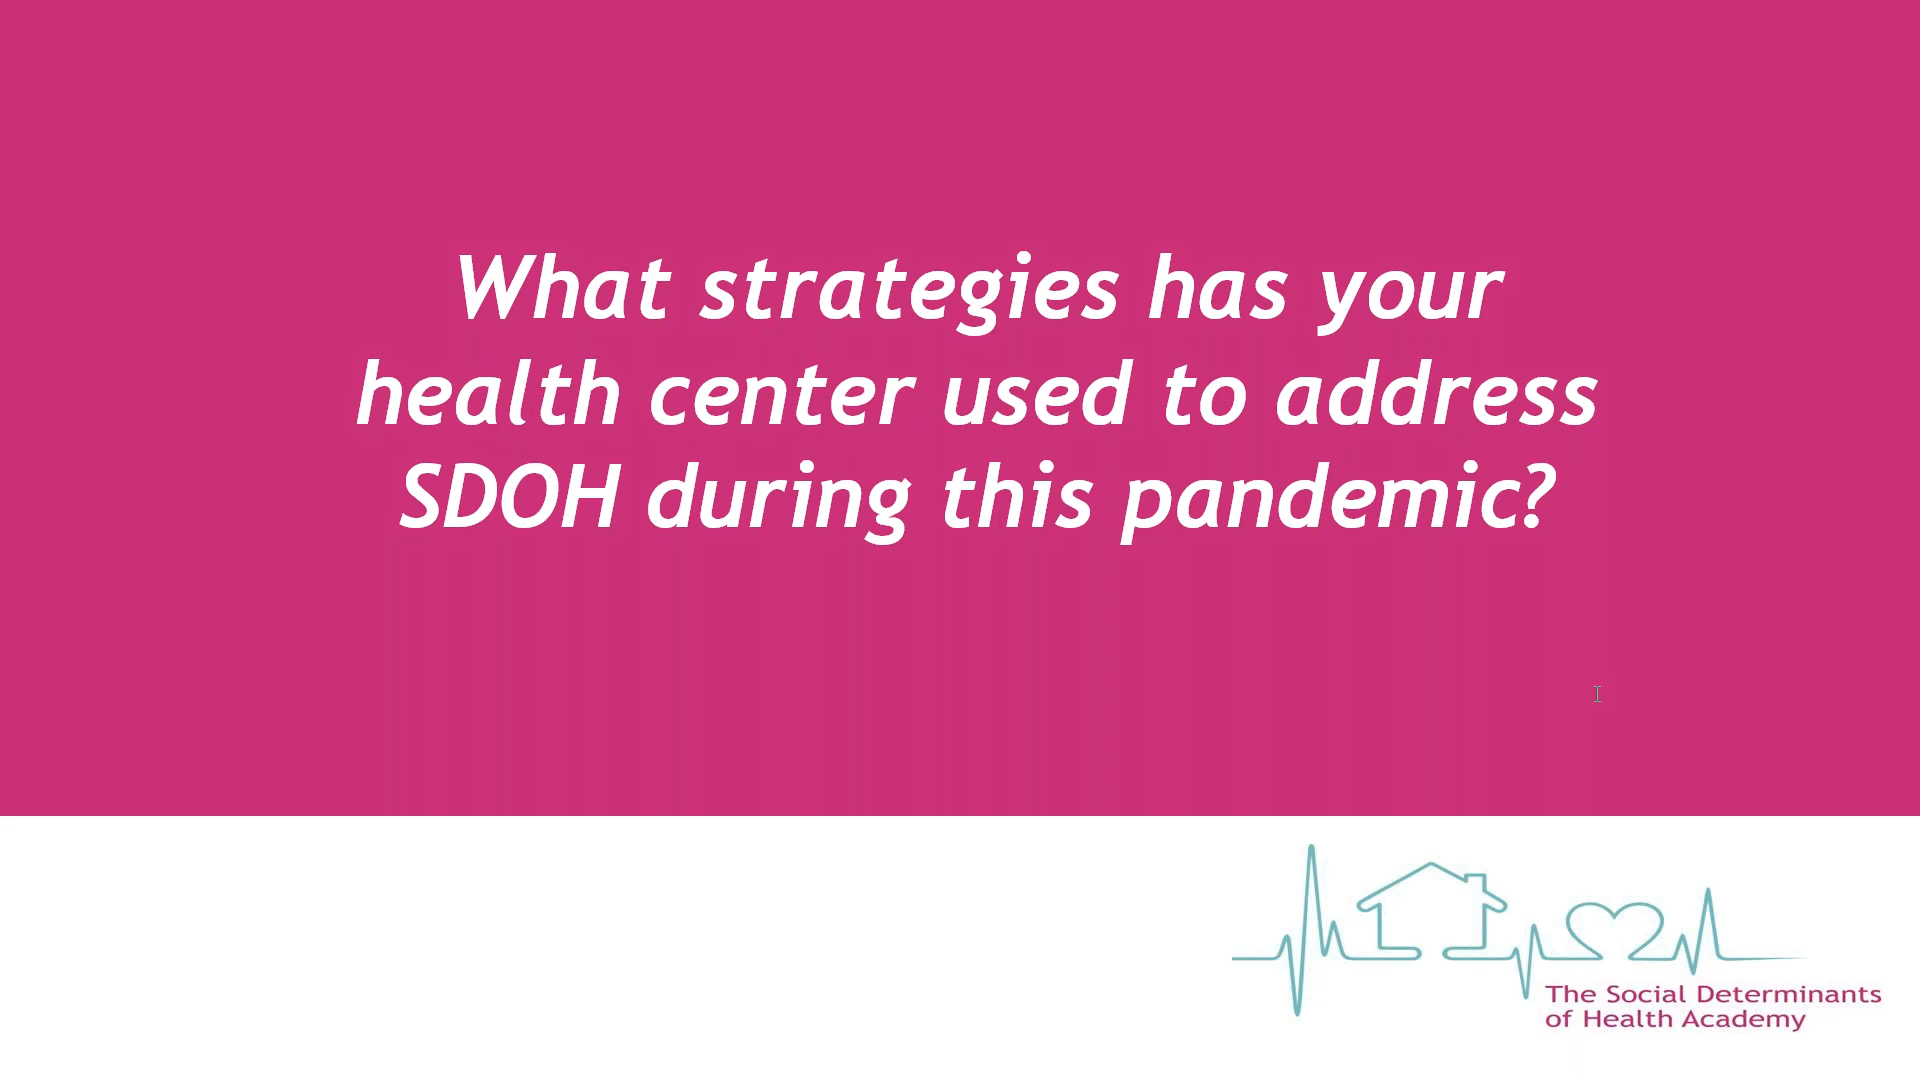 What strategies has your
health center used to address
SDOH during this pandemic?
The Social Determinants
of Health Academy